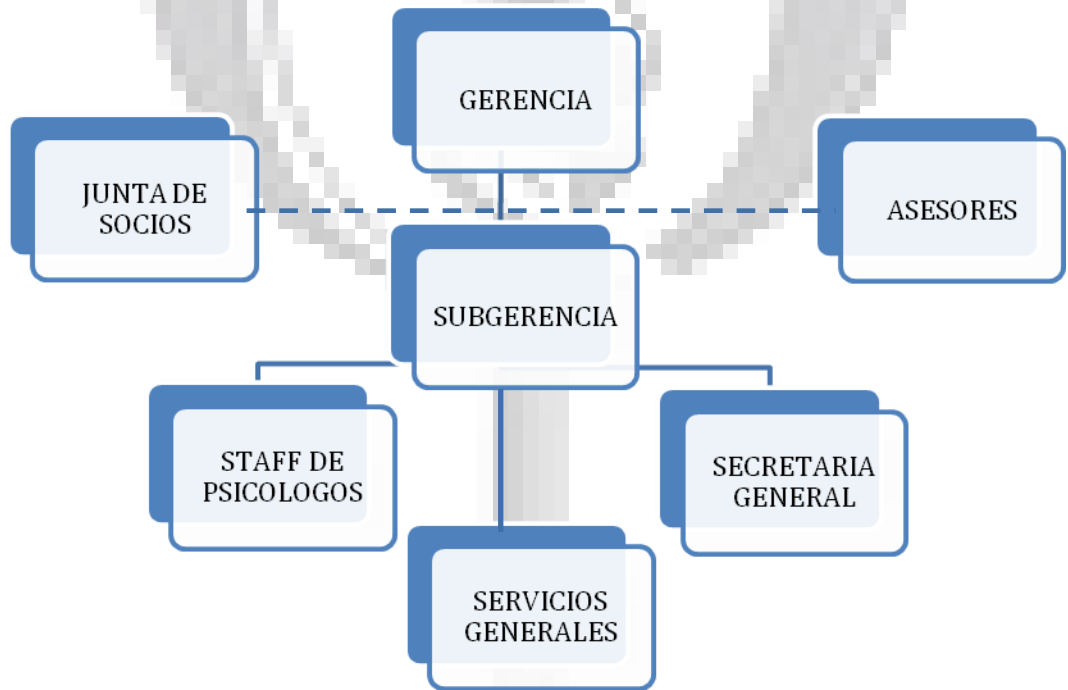 GERENCIA
JUNTA DE
SOCIOS
ASESORES
SUBGERENCIA
STAFF DE
PSICOLOGOS
SECRETARIA
GENERAL
SERVICIOS
GENERALES